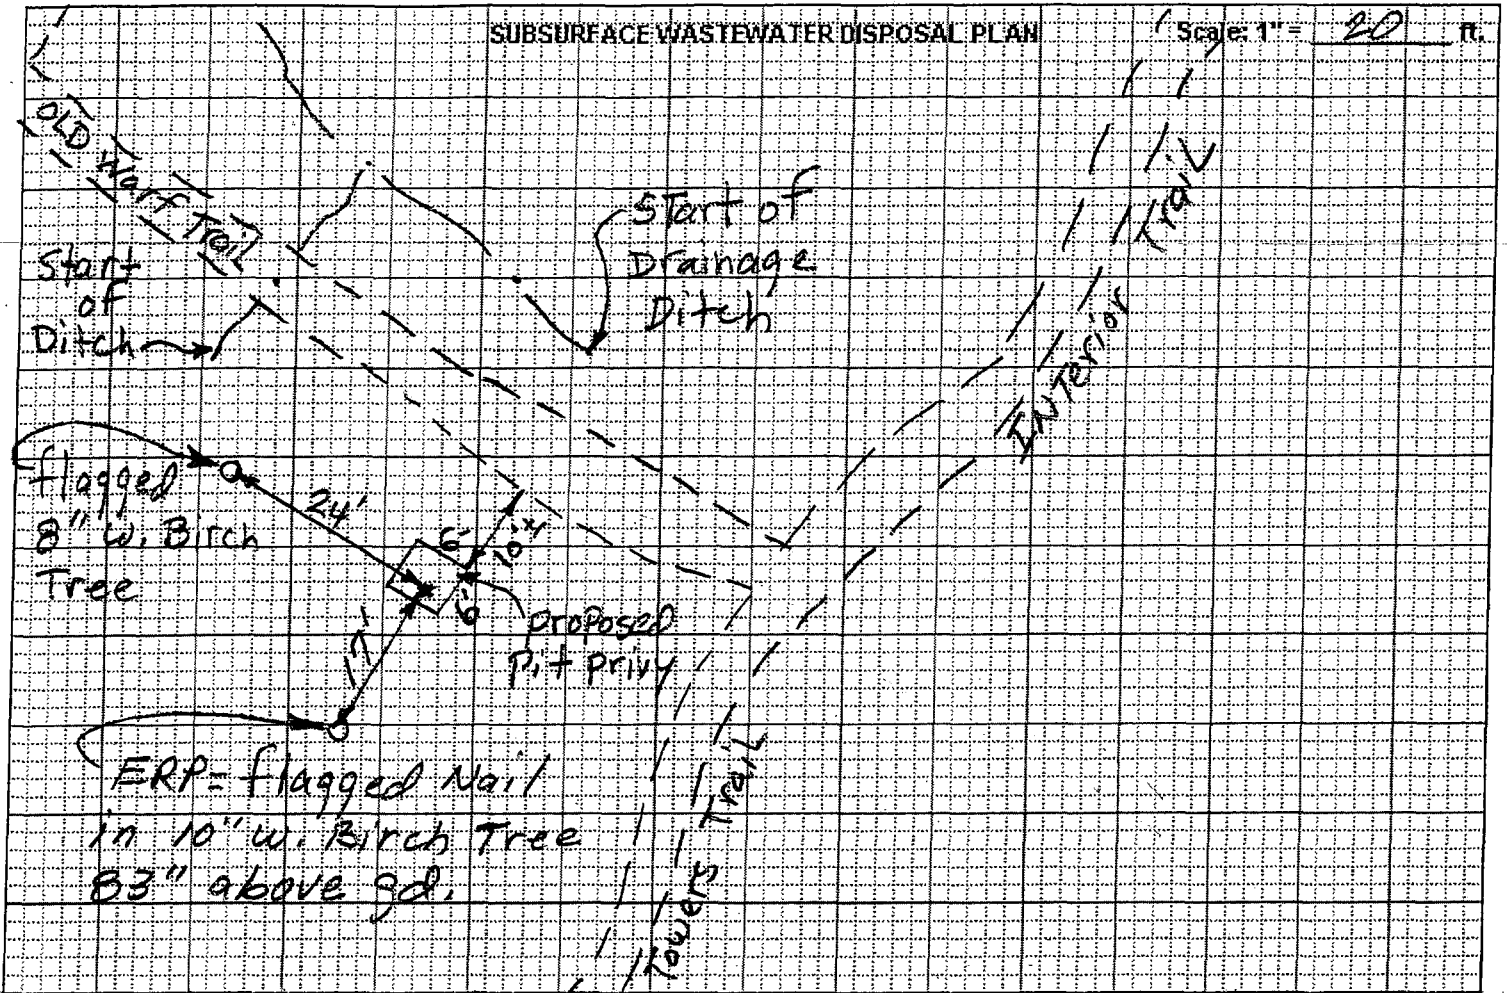 SUBSURFACE WASTEWATER DISPOSAL PLAN
Scale: 1" = 20 ft.
OLD Warf Trail
Start of
Drainage
Ditch
Start
of
Ditch
INTerior Trail
flagged
8" w. Birch
Tree
24'
6'
10'±
6'
17'
proposed
pit privy
ERP = flagged Nail
in 10" w. Birch Tree
83" above gd.
Towers Trail